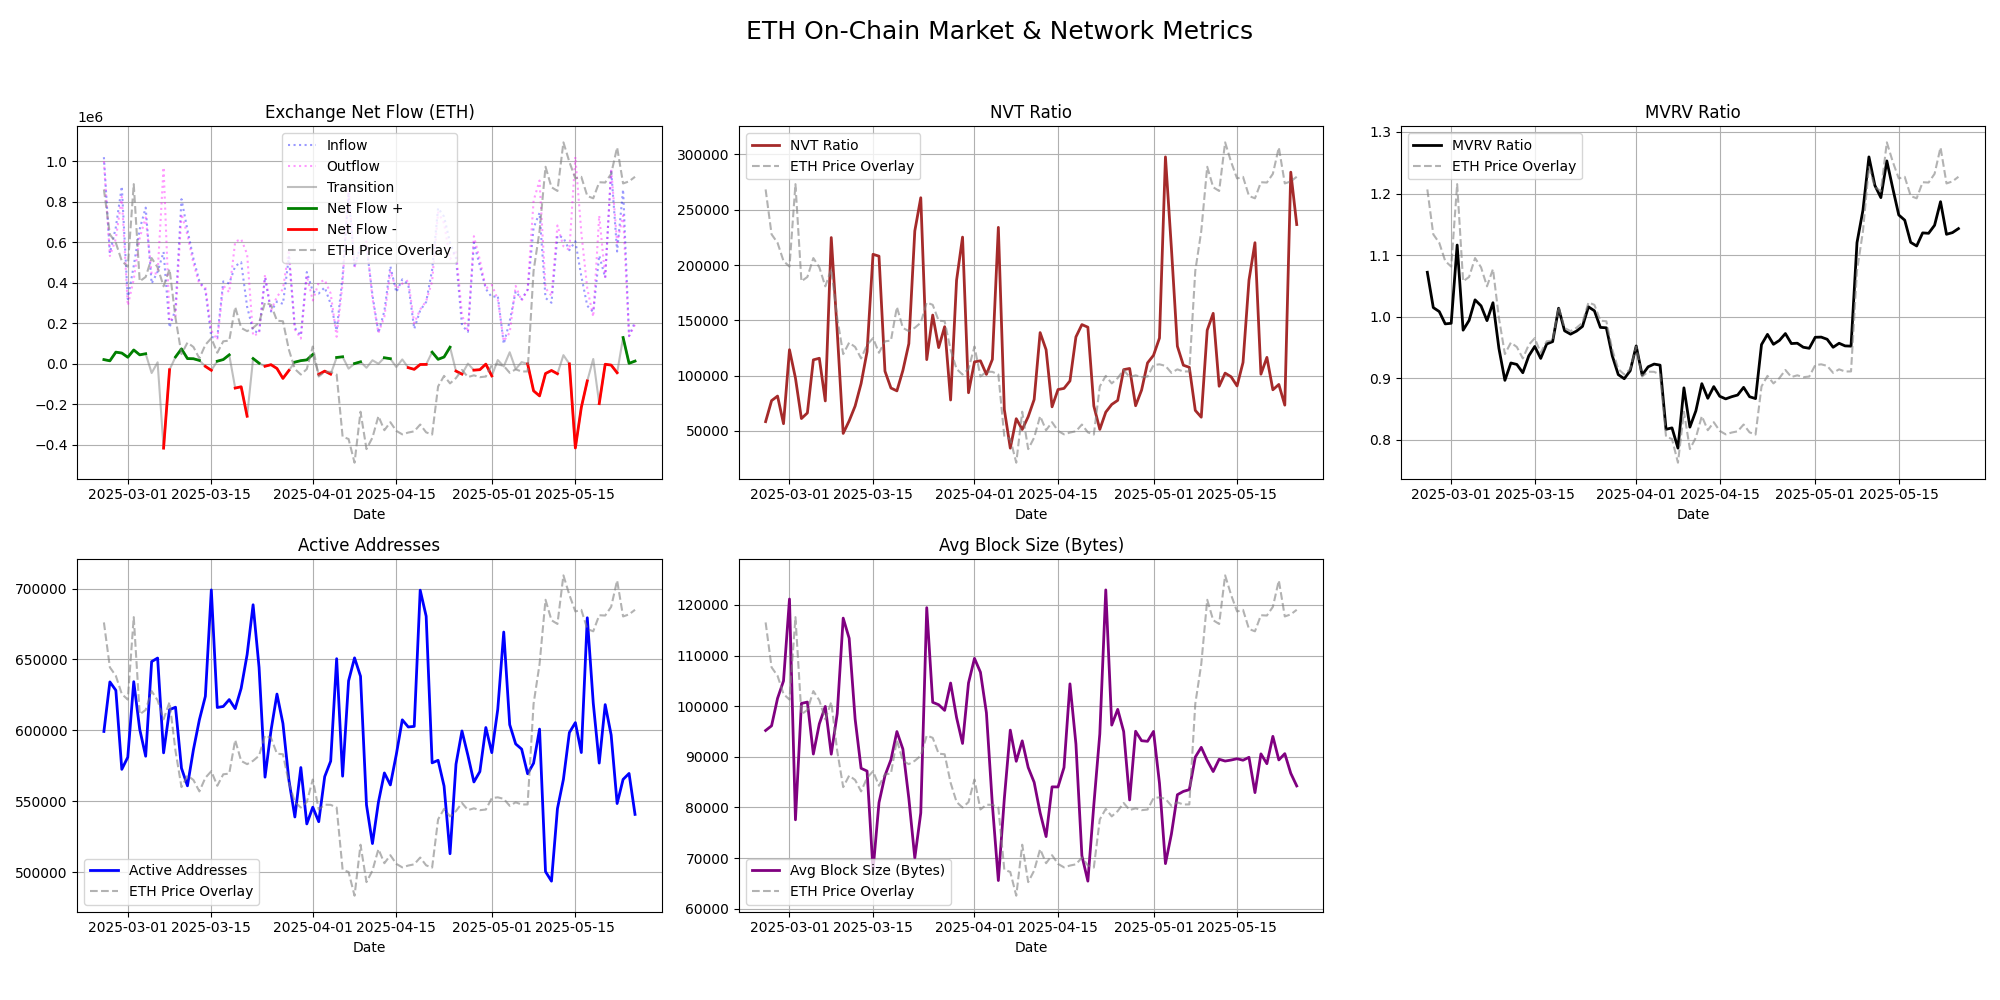 ETH On-Chain Market & Network Metrics
Exchange Net Flow (ETH)
1e6
1.0
0.8
0.6
0.4
0.2
0.0
−0.2
−0.4
Inflow
Outflow
Transition
Net Flow +
Net Flow -
ETH Price Overlay
2025-03-01 2025-03-15 2025-04-01 2025-04-15 2025-05-01 2025-05-15
Date
NVT Ratio
300000
250000
200000
150000
100000
50000
NVT Ratio
ETH Price Overlay
2025-03-01 2025-03-15 2025-04-01 2025-04-15 2025-05-01 2025-05-15
Date
MVRV Ratio
1.3
1.2
1.1
1.0
0.9
0.8
MVRV Ratio
ETH Price Overlay
2025-03-01 2025-03-15 2025-04-01 2025-04-15 2025-05-01 2025-05-15
Date
Active Addresses
700000
650000
600000
550000
500000
Active Addresses
ETH Price Overlay
2025-03-01 2025-03-15 2025-04-01 2025-04-15 2025-05-01 2025-05-15
Date
Avg Block Size (Bytes)
120000
110000
100000
90000
80000
70000
60000
Avg Block Size (Bytes)
ETH Price Overlay
2025-03-01 2025-03-15 2025-04-01 2025-04-15 2025-05-01 2025-05-15
Date